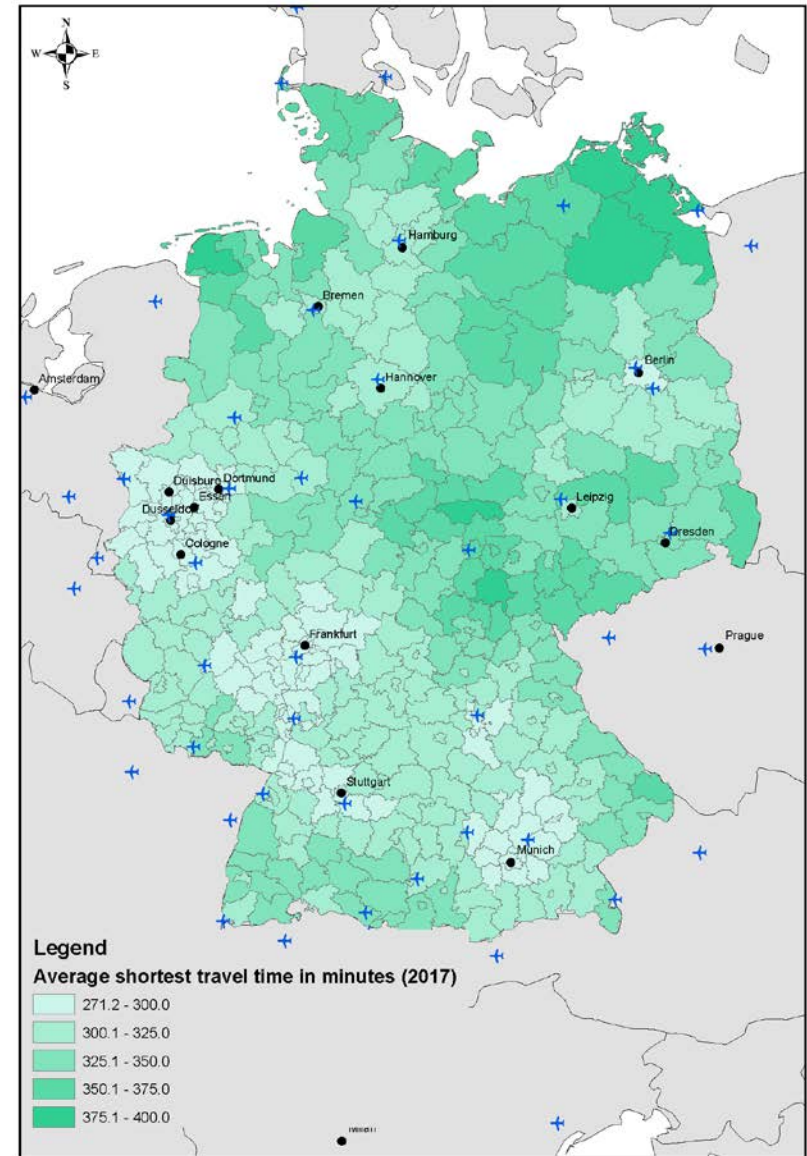 N
W E
S
Hamburg
Bremen
Berlin
Amsterdam
Hannover
Duisburg
Dortmund
Essen
Dusseldorf
Leipzig
Dresden
Cologne
Frankfurt
Prague
Stuttgart
Munich
Legend
Average shortest travel time in minutes (2017)
271.2 - 300.0
300.1 - 325.0
325.1 - 350.0
350.1 - 375.0
375.1 - 400.0